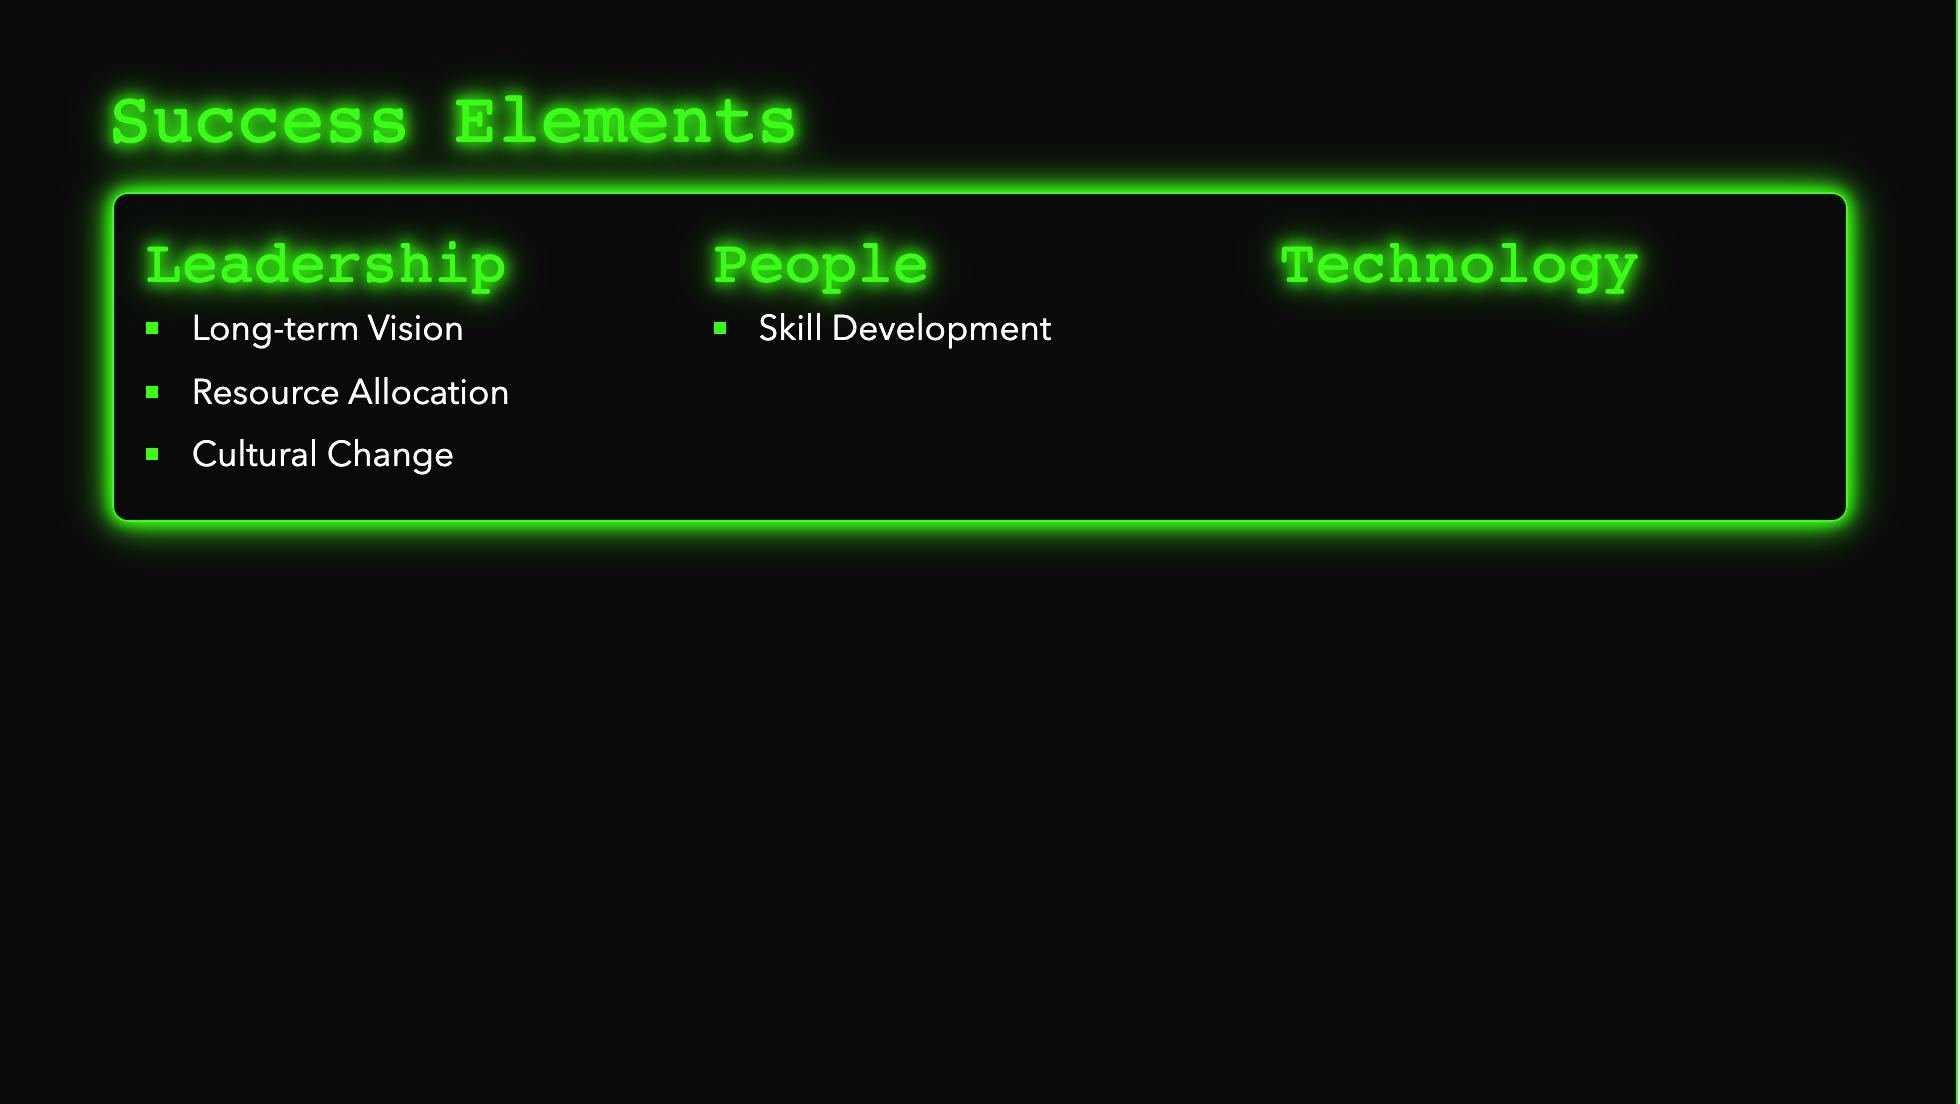 Success Elements
Leadership
Long-term Vision
Resource Allocation
Cultural Change
People
Skill Development
Technology